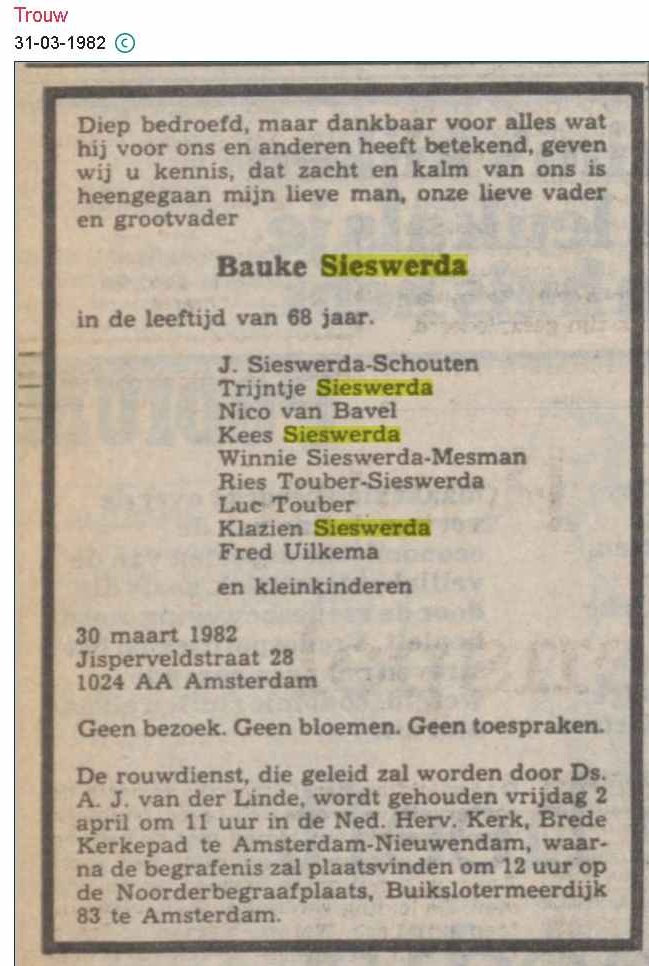 Trouw
31-03-1982 ©
Diep bedroefd, maar dankbaar voor alles wat
hij voor ons en anderen heeft betekend, geven
wij u kennis, dat zacht en kalm van ons is
heengegaan mijn lieve man, onze lieve vader
en grootvader
Bauke Sieswerda
in de leeftijd van 68 jaar.
J. Sieswerda-Schouten
Trijntje Sieswerda
Nico van Bavel
Kees Sieswerda
Winnie Sieswerda-Mesman
Ries Touber-Sieswerda
Luc Touber
Klazien Sieswerda
Fred Uilkema
en kleinkinderen
30 maart 1982
Jisperveldstraat 28
1024 AA Amsterdam
Geen bezoek. Geen bloemen. Geen toespraken.
De rouwdienst, die geleid zal worden door Ds.
A. J. van der Linde, wordt gehouden vrijdag 2
april om 11 uur in de Ned. Herv. Kerk, Brede
Kerkepad te Amsterdam-Nieuwendam, waar-
na de begrafenis zal plaatsvinden om 12 uur op
de Noorderbegraafplaats, Buikslotermeerdijk
83 te Amsterdam.